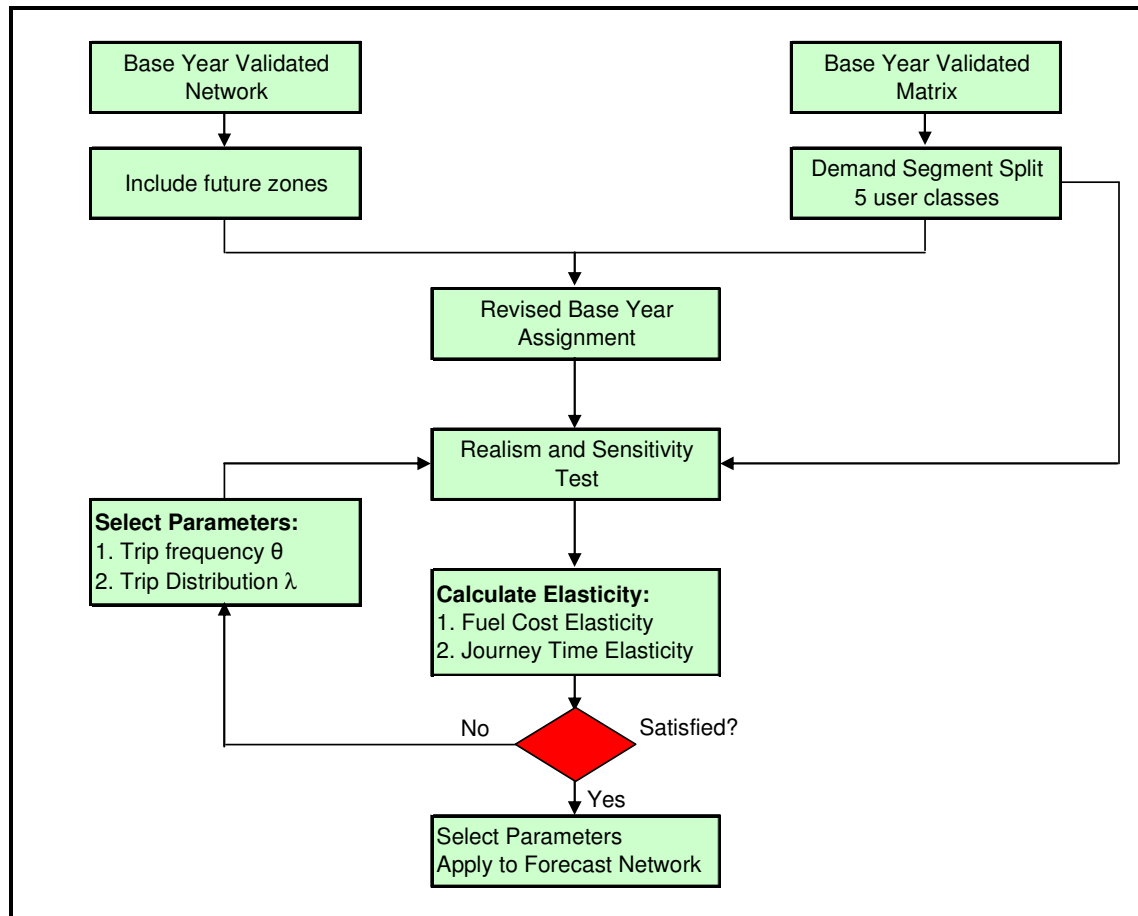 Base Year Validated
Network
Base Year Validated
Matrix
Include future zones
Demand Segment Split
5 user classes
Revised Base Year
Assignment
Realism and Sensitivity
Test
Select Parameters:
1. Trip frequency θ
2. Trip Distribution λ
Calculate Elasticity:
1. Fuel Cost Elasticity
2. Journey Time Elasticity
No
Satisfied?
Yes
Select Parameters
Apply to Forecast Network